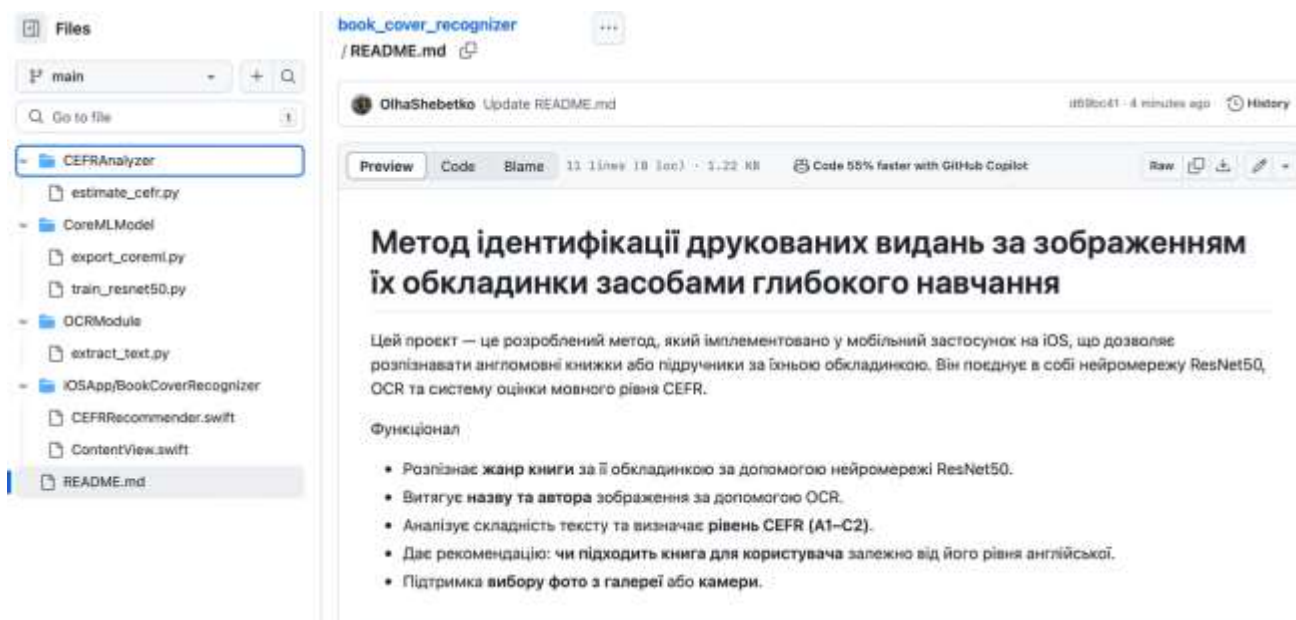 Files
main
Go to file
CEFRAnalyzer
estimate_cefr.py
CoreMLModel
export_coreml.py
train_resnet50.py
OCRModule
extract_text.py
iOSApp/BookCoverRecognizer
CEFRRecommender.swift
ContentView.swift
README.md
book_cover_recognizer
/ README.md
OlhaShebetko Update README.md
4 minutes ago History
Preview Code Blame 11 lines (8 loc) · 1.22 KB Code 55% faster with GitHub Copilot Raw
Метод ідентифікації друкованих видань за зображенням
їх обкладинки засобами глибокого навчання
Цей проєкт — це розроблений метод, який імплементовано у мобільний застосунок на iOS, що дозволяє
розпізнавати англомовні книжки або підручники за їхньою обкладинкою. Він поєднує в собі нейромережу ResNet50,
OCR та систему оцінки мовного рівня CEFR.
Функціонал
• Розпізнає жанр книги за її обкладинкою за допомогою нейромережі ResNet50.
• Витягує назву та автора зображення за допомогою OCR.
• Аналізує складність тексту та визначає рівень CEFR (A1–C2).
• Дає рекомендацію: чи підходить книга для користувача залежно від його рівня англійської.
• Підтримка вибору фото з галереї або камери.